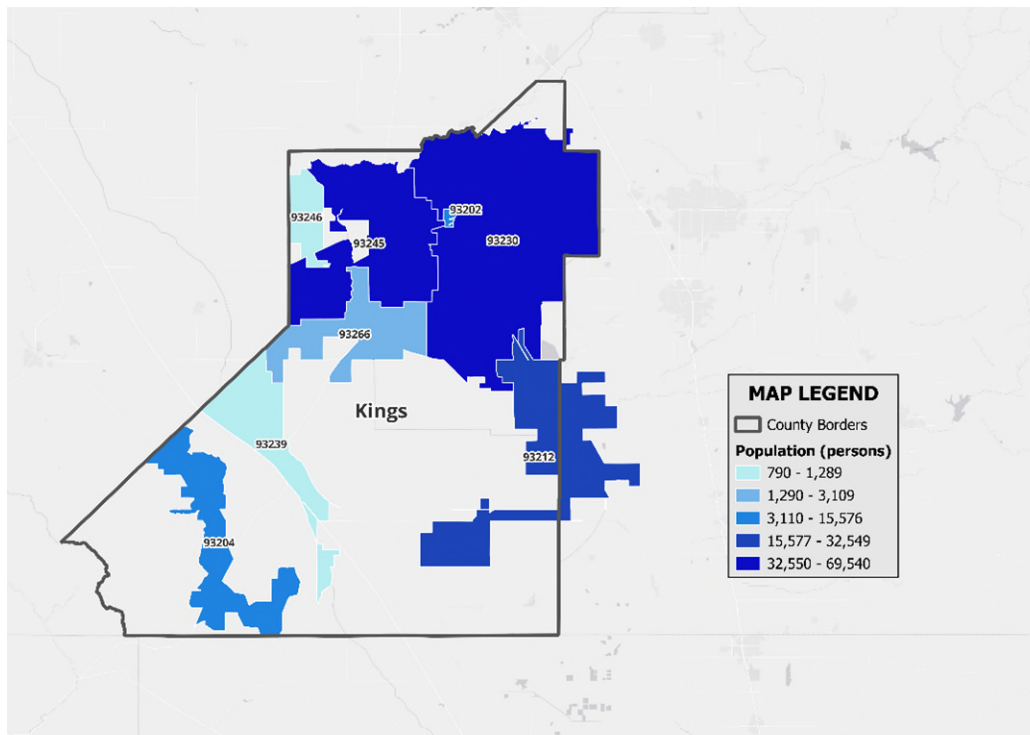 93246
93202
93245
93230
93266
Kings
93239
93212
93204
MAP LEGEND
County Borders
Population (persons)
790 - 1,289
1,290 - 3,109
3,110 - 15,576
15,577 - 32,549
32,550 - 69,540